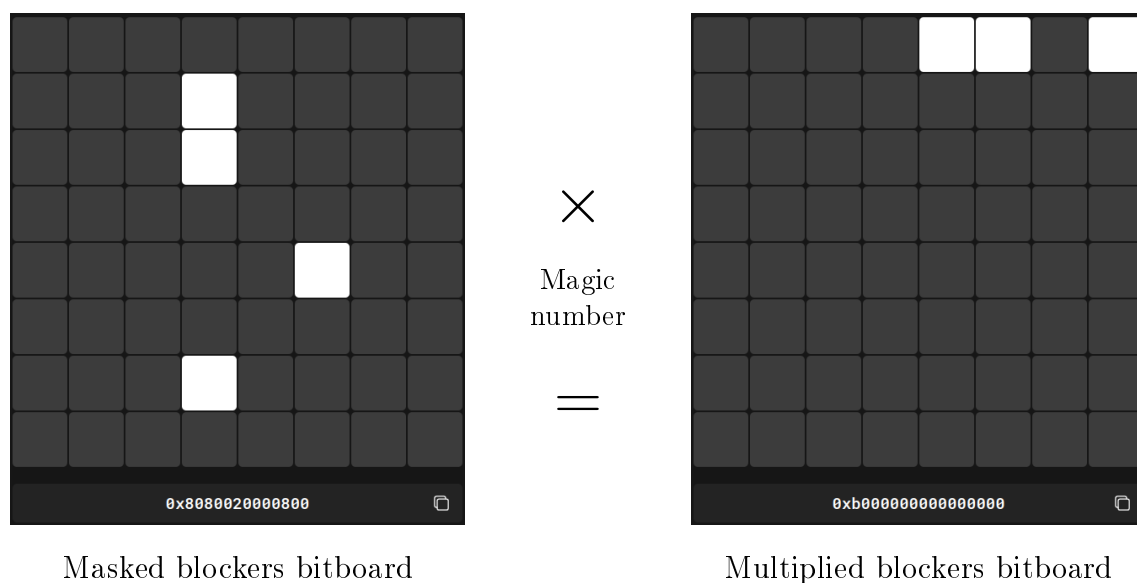 ×
Magic
number
=
0x8080020000800
0xb000000000000000
Masked blockers bitboard
Multiplied blockers bitboard